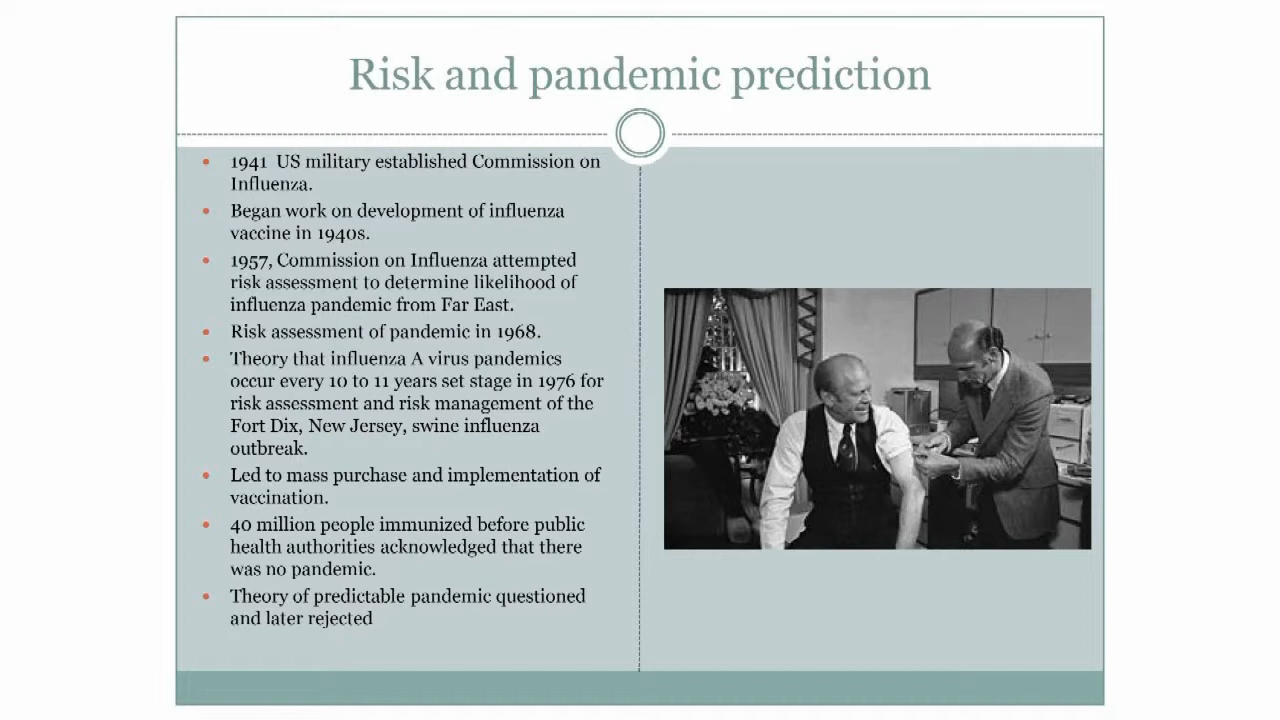 Risk and pandemic prediction
1941 US military established Commission on
Influenza.
Began work on development of influenza
vaccine in 1940s.
1957, Commission on Influenza attempted
risk assessment to determine likelihood of
influenza pandemic from Far East.
Risk assessment of pandemic in 1968.
Theory that influenza A virus pandemics
occur every 10 to 11 years set stage in 1976 for
risk assessment and risk management of the
Fort Dix, New Jersey, swine influenza
outbreak.
Led to mass purchase and implementation of
vaccination.
40 million people immunized before public
health authorities acknowledged that there
was no pandemic.
Theory of predictable pandemic questioned
and later rejected